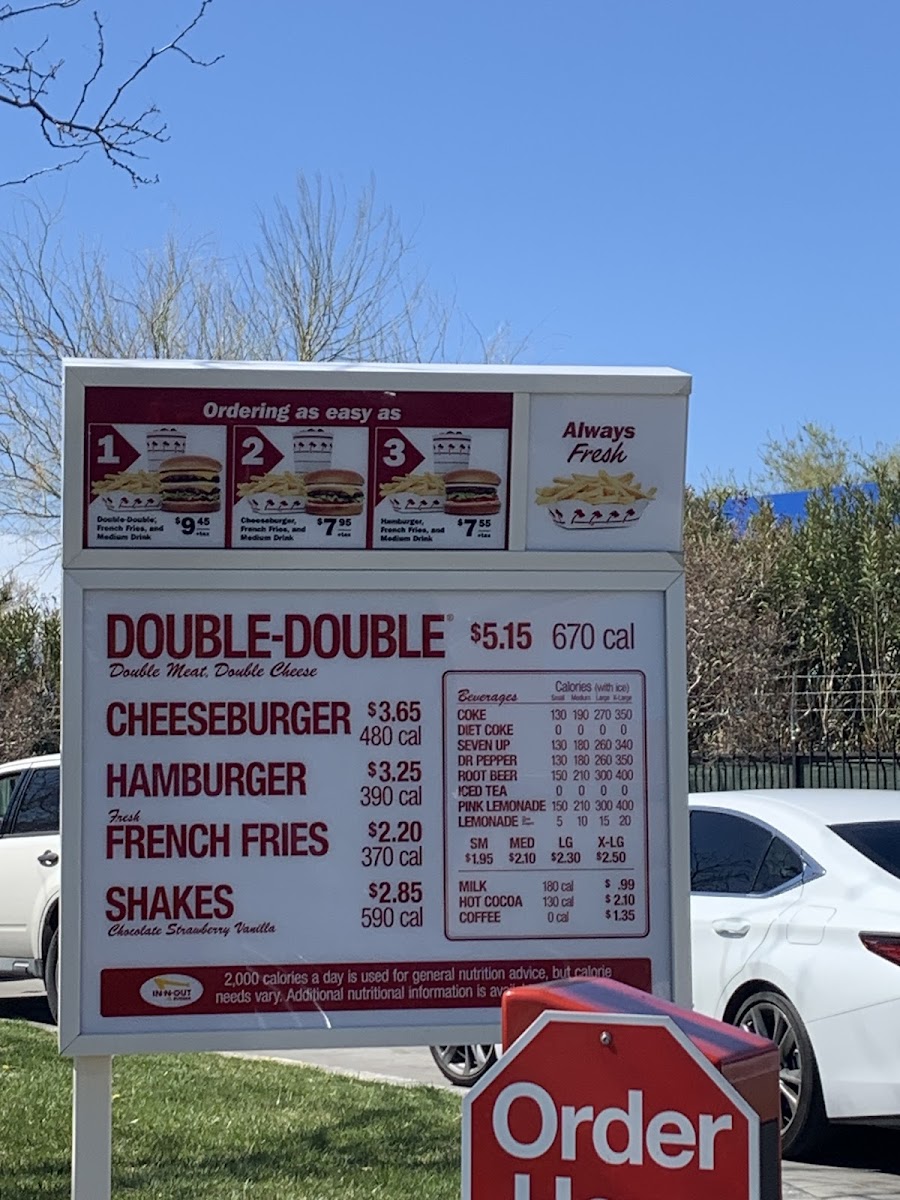 Ordering as easy as
1
Double-Double,
French Fries, and
Medium Drink
$9.45
+tax
2
Cheeseburger,
French Fries, and
Medium Drink
$7.95
+tax
3
Hamburger,
French Fries, and
Medium Drink
$7.55
+tax
Always
Fresh
DOUBLE-DOUBLE® $5.15 670 cal
Double Meat, Double Cheese
CHEESEBURGER $3.65
480 cal
HAMBURGER $3.25
390 cal
Fresh
FRENCH FRIES $2.20
370 cal
SHAKES $2.85
590 cal
Chocolate Strawberry Vanilla
Beverages Calories (with ice)
Small Medium Large X-Large
COKE 130 190 270 350
DIET COKE 0 0 0 0
SEVEN UP 130 180 260 340
DR PEPPER 130 180 260 350
ROOT BEER 150 210 300 400
ICED TEA 0 0 0 0
PINK LEMONADE 150 210 300 400
LEMONADE 5 10 15 20
SM MED LG X-LG
$1.95 $2.10 $2.30 $2.50
MILK 180 cal $ .99
HOT COCOA 130 cal $ 2.10
COFFEE 0 cal $ 1.35
IN-N-OUT
BURGER
2,000 calories a day is used for general nutrition advice, but calorie
needs vary. Additional nutritional information is
Order